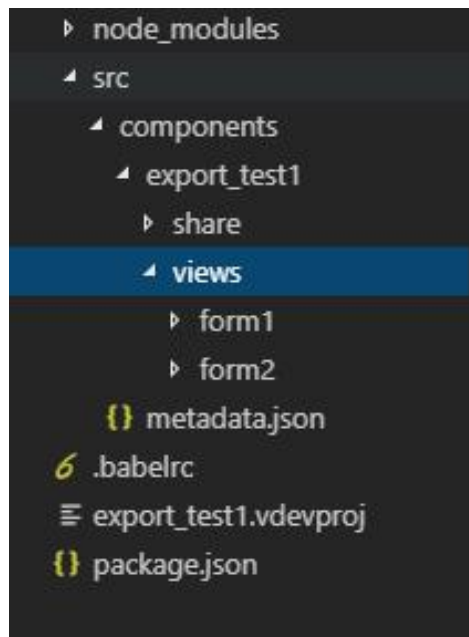 node_modules
src
components
export_test1
share
views
form1
form2
{} metadata.json
.babelrc
export_test1.vdevproj
{} package.json